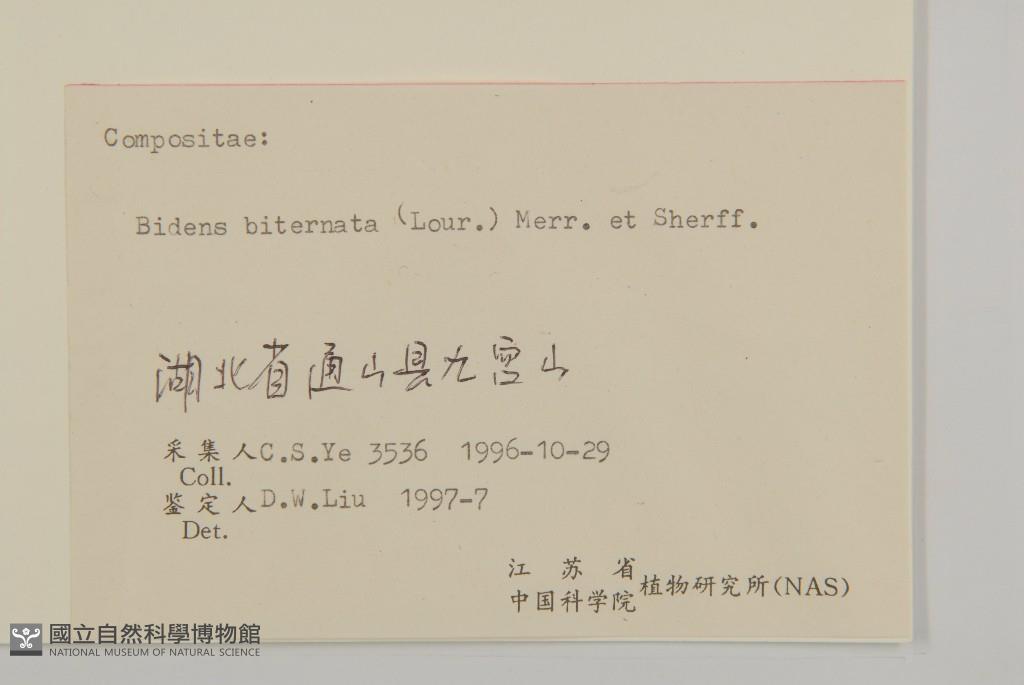 Compositae:
Bidens biternata (Lour.) Merr. et Sherff.
湖北省通山县九宫山
采集人C.S.Ye 3536 1996-10-29
Coll.
鉴定人D.W.Liu 1997-7
Det.
江苏省
中国科学院植物研究所(NAS)
國立自然科學博物館
NATIONAL MUSEUM OF NATURAL SCIENCE